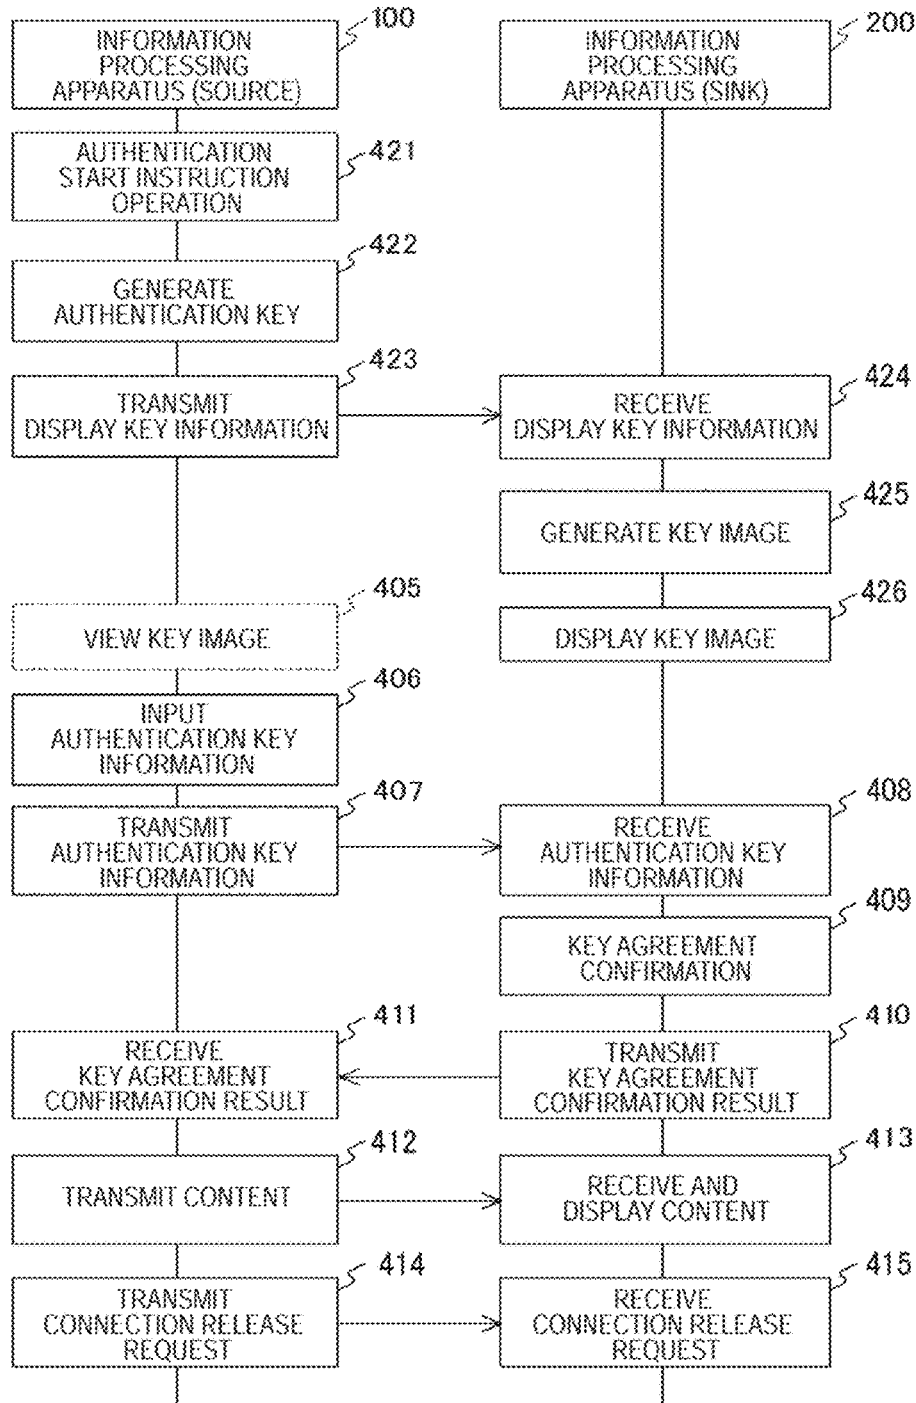 100
INFORMATION
PROCESSING
APPARATUS (SOURCE)
200
INFORMATION
PROCESSING
APPARATUS (SINK)
421
AUTHENTICATION
START INSTRUCTION
OPERATION
422
GENERATE
AUTHENTICATION KEY
423
TRANSMIT
DISPLAY KEY INFORMATION
424
RECEIVE
DISPLAY KEY INFORMATION
425
GENERATE KEY IMAGE
405
VIEW KEY IMAGE
426
DISPLAY KEY IMAGE
406
INPUT
AUTHENTICATION KEY
INFORMATION
407
TRANSMIT
AUTHENTICATION KEY
INFORMATION
408
RECEIVE
AUTHENTICATION KEY
INFORMATION
409
KEY AGREEMENT
CONFIRMATION
411
RECEIVE
KEY AGREEMENT
CONFIRMATION RESULT
410
TRANSMIT
KEY AGREEMENT
CONFIRMATION RESULT
412
TRANSMIT CONTENT
413
RECEIVE AND
DISPLAY CONTENT
414
TRANSMIT
CONNECTION RELEASE
REQUEST
415
RECEIVE
CONNECTION RELEASE
REQUEST